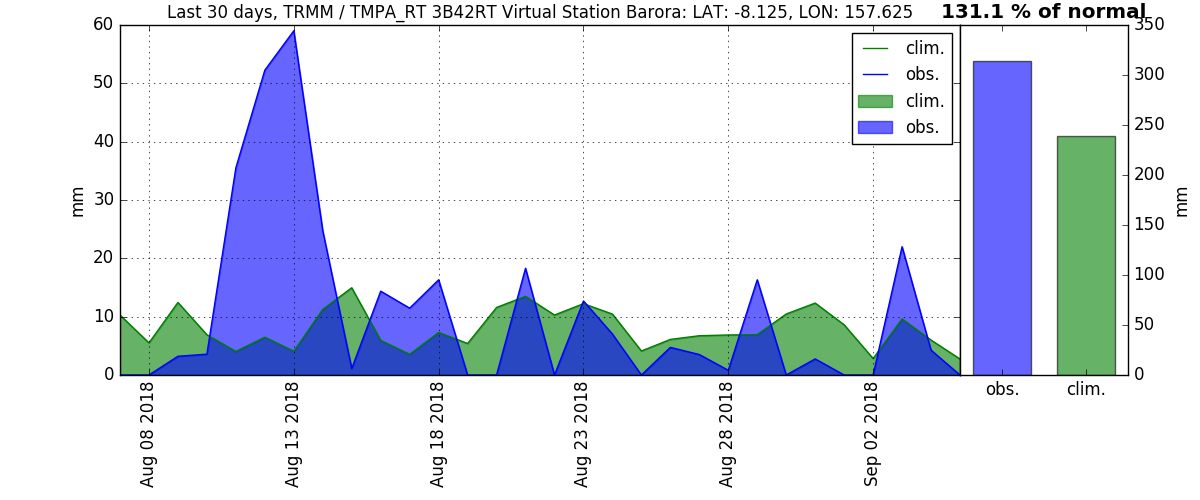 Last 30 days, TRMM / TMPA_RT 3B42RT Virtual Station Barora: LAT: -8.125, LON: 157.625
131.1 % of normal
60
50
40
30
20
10
0
mm
clim.
obs.
clim.
obs.
350
300
250
200
150
100
50
0
mm
Aug 08 2018
Aug 13 2018
Aug 18 2018
Aug 23 2018
Aug 28 2018
Sep 02 2018
obs.
clim.